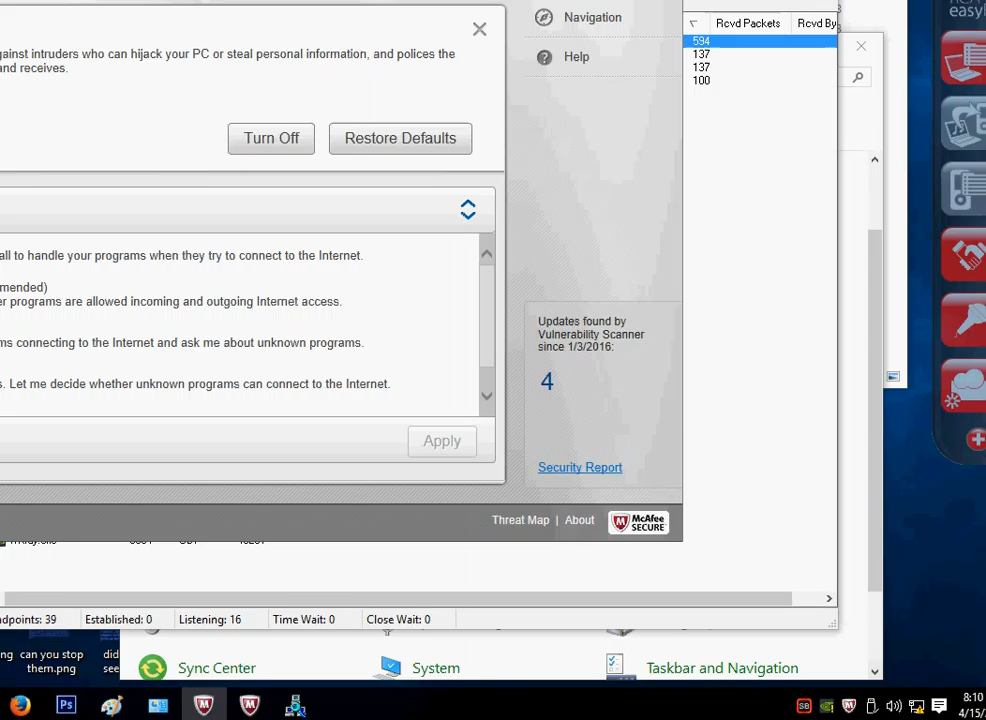 Navigation
Help
Rcvd Packets
Rcvd By
594
137
137
100
easy
gainst intruders who can hijack your PC or steal personal information, and polices the
and receives.
Turn Off
Restore Defaults
all to handle your programs when they try to connect to the Internet.
mended)
er programs are allowed incoming and outgoing Internet access.
ms connecting to the Internet and ask me about unknown programs.
s. Let me decide whether unknown programs can connect to the Internet.
Apply
Updates found by
Vulnerability Scanner
since 1/3/2016:
4
Security Report
Threat Map | About
McAfee
SECURE
dpoints: 39
Established: 0
Listening: 16
Time Wait: 0
Close Wait: 0
ng
can you stop
them.png
did
see
Sync Center
System
Taskbar and Navigation
Ps
SB
8:10
4/15/